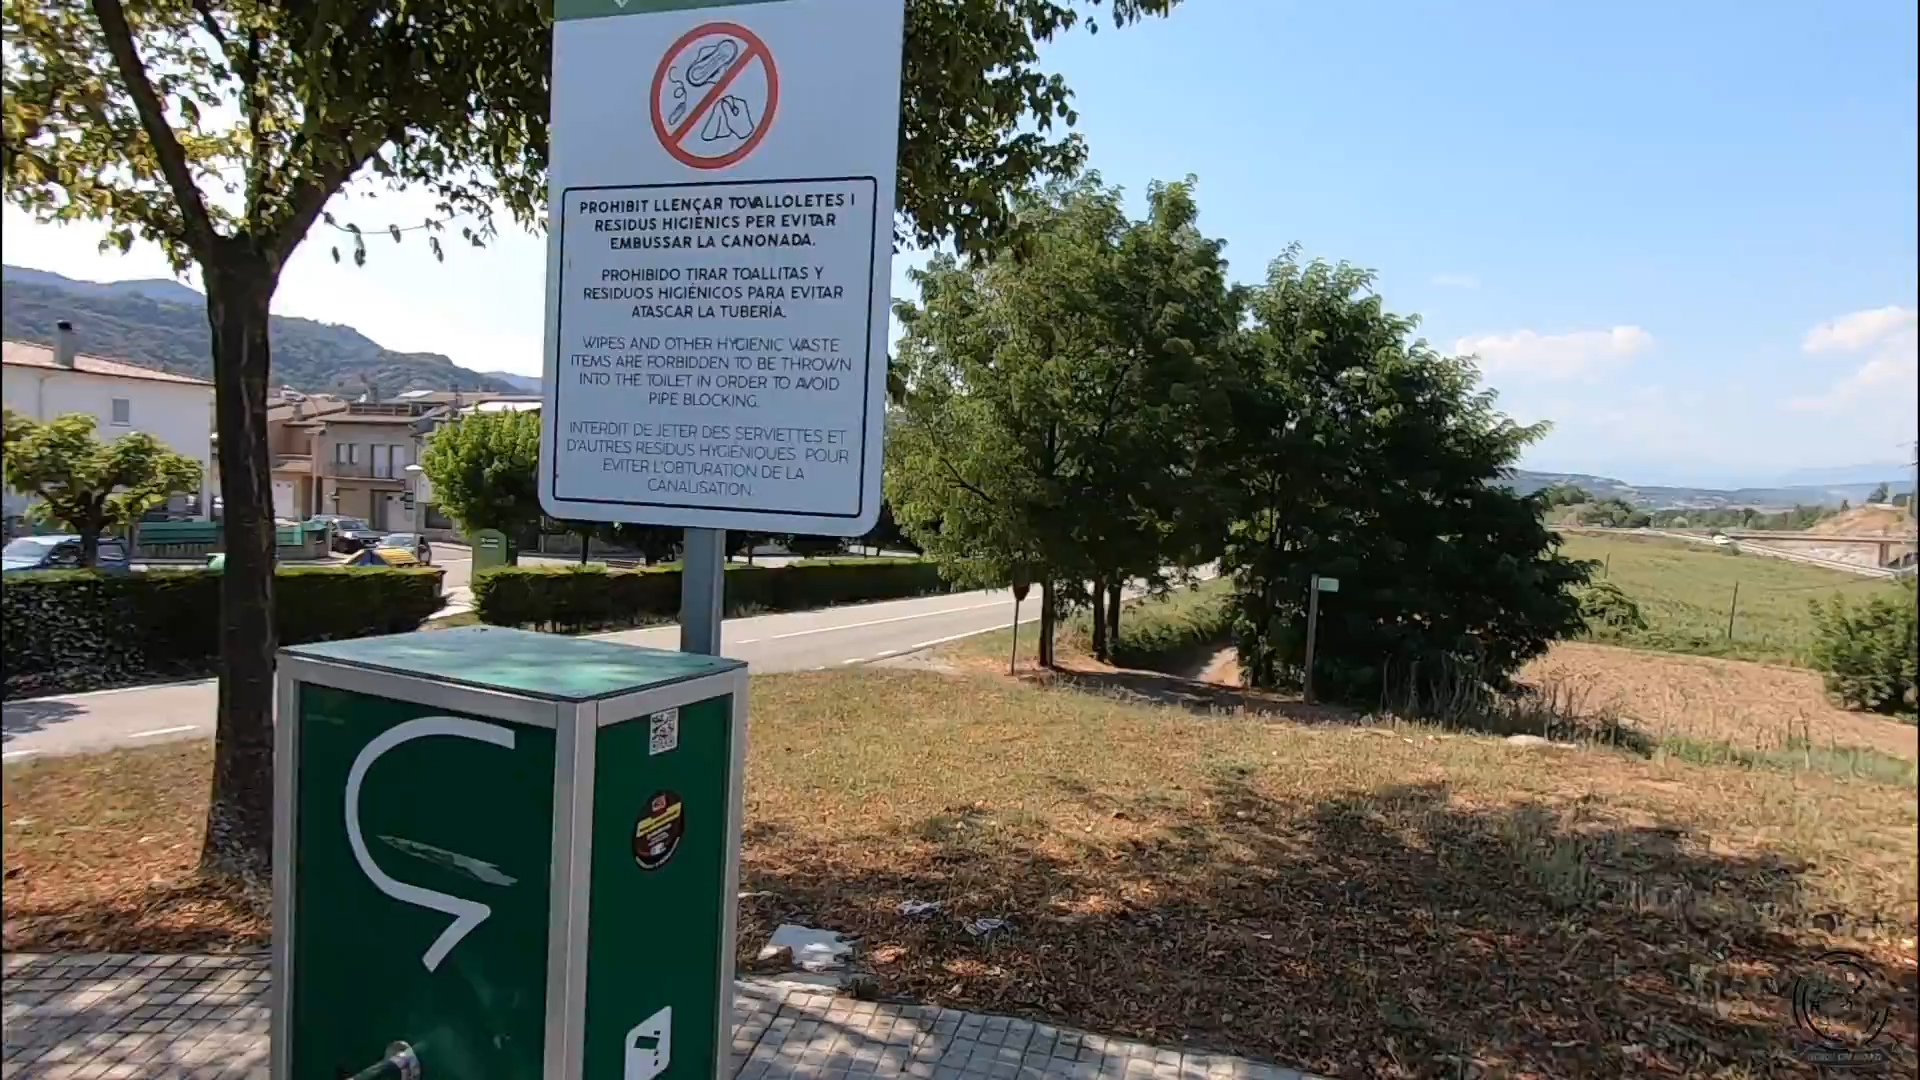 PROHIBIT LLENÇAR TOVALLOLETES I
RESIDUS HIGIÈNICS PER EVITAR
EMBUSSAR LA CANONADA.
PROHIBIDO TIRAR TOALLITAS Y
RESIDUOS HIGIÉNICOS PARA EVITAR
ATASCAR LA TUBERÍA.
WIPES AND OTHER HYGIENIC WASTE
ITEMS ARE FORBIDDEN TO BE THROWN
INTO THE TOILET IN ORDER TO AVOID
PIPE BLOCKING.
INTERDIT DE JETER DES SERVIETTES ET
D'AUTRES RESIDUS HYGIÉNIQUES POUR
EVITER L'OBTURATION DE LA
CANALISATION.